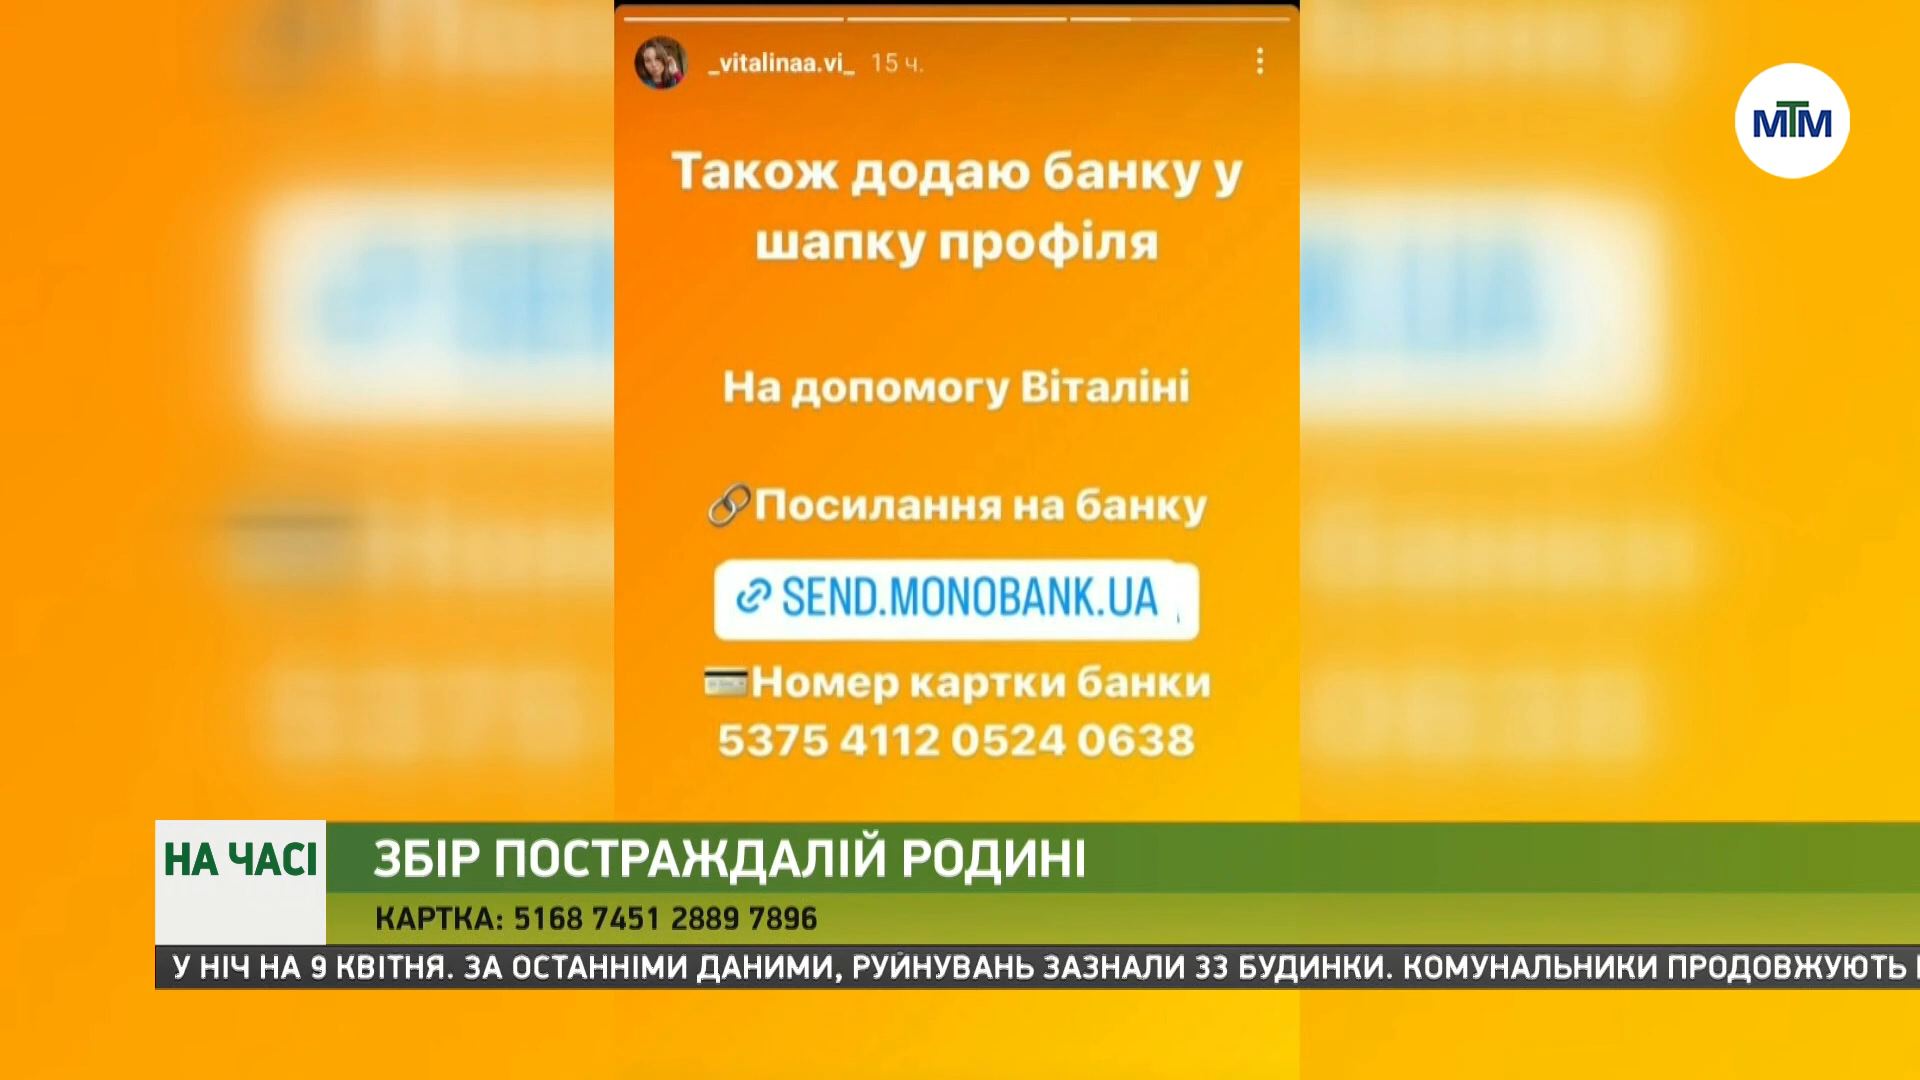 _vitalinaa.vi_ 15 ч.
МТМ
Також додаю банку у
шапку профіля
На допомогу Віталіні
Посилання на банку
SEND.MONOBANK.UA
Номер картки банки
5375 4112 0524 0638
НА ЧАСІ
ЗБІР ПОСТРАЖДАЛІЙ РОДИНІ
КАРТКА: 5168 7451 2889 7896
У НІЧ НА 9 КВІТНЯ. ЗА ОСТАННІМИ ДАНИМИ, РУЙНУВАНЬ ЗАЗНАЛИ 33 БУДИНКИ. КОМУНАЛЬНИКИ ПРОДОВЖУЮТЬ